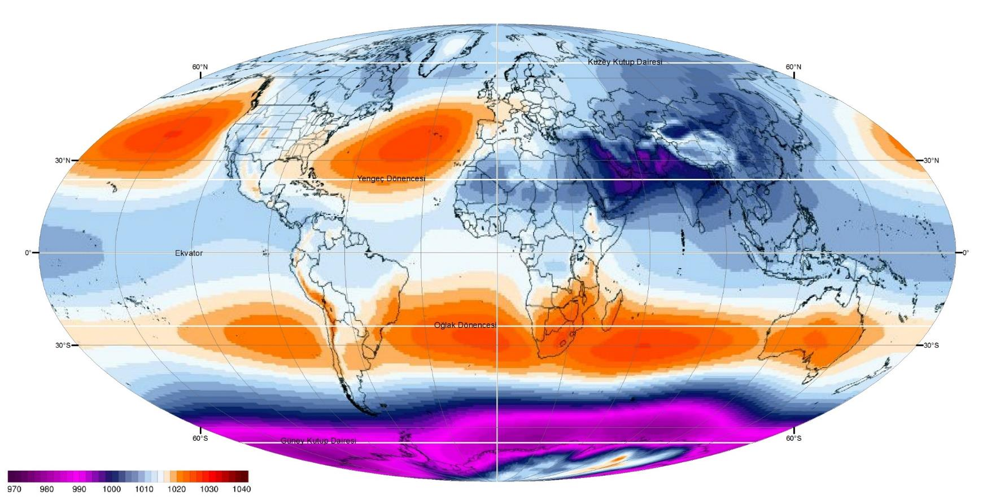 Kuzey Kutup Dairesi
60°N
60°N
30°N
30°N
Yengeç Dönencesi
0°
Ekvator
0°
Oğlak Dönencesi
30°S
30°S
60°S
60°S
Güney Kutup Dairesi
970 980 990 1000 1010 1020 1030 1040